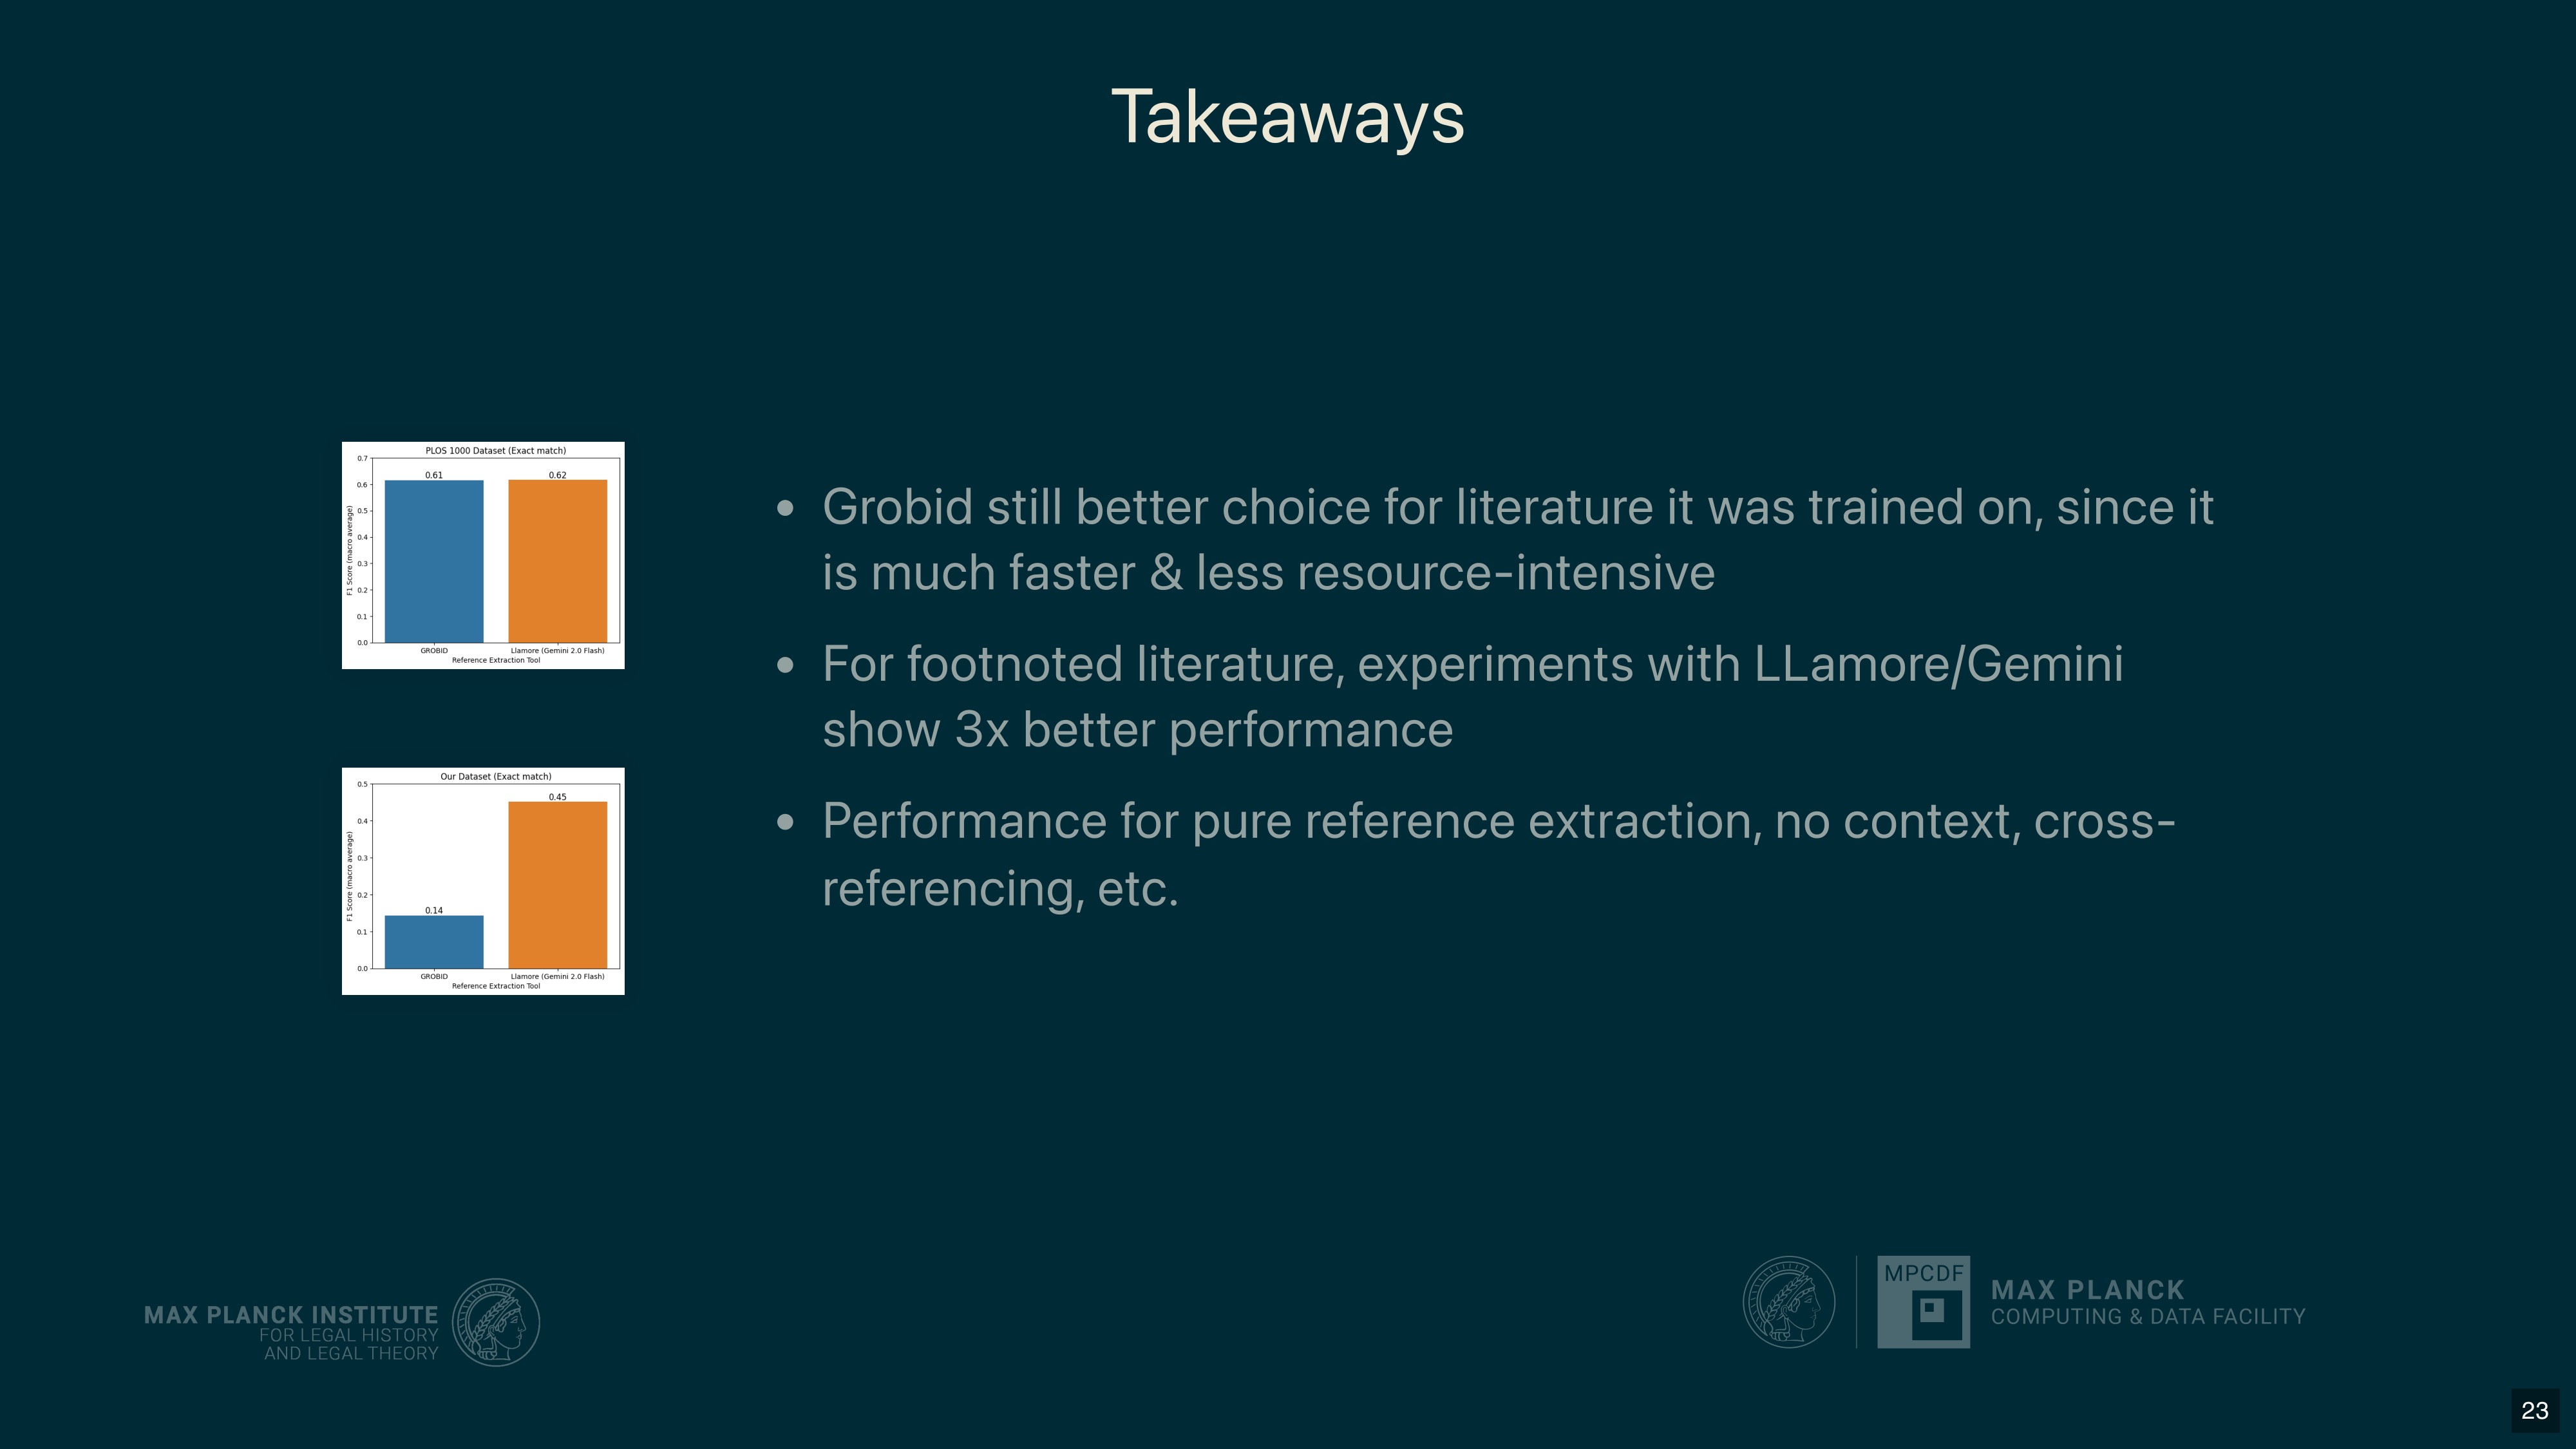 Takeaways
PLOS 1000 Dataset (Exact match)
0.7
0.6
0.5
0.4
0.3
0.2
0.1
0.0
F1 Score (macro average)
0.61
0.62
GROBID
Llamore (Gemini 2.0 Flash)
Reference Extraction Tool
Our Dataset (Exact match)
0.5
0.4
0.3
0.2
0.1
0.0
F1 Score (macro average)
0.14
0.45
GROBID
Llamore (Gemini 2.0 Flash)
Reference Extraction Tool
• Grobid still better choice for literature it was trained on, since it
is much faster & less resource-intensive
• For footnoted literature, experiments with LLamore/Gemini
show 3x better performance
• Performance for pure reference extraction, no context, cross-
referencing, etc.
MAX PLANCK INSTITUTE
FOR LEGAL HISTORY
AND LEGAL THEORY
MPCDF
MAX PLANCK
COMPUTING & DATA FACILITY
23